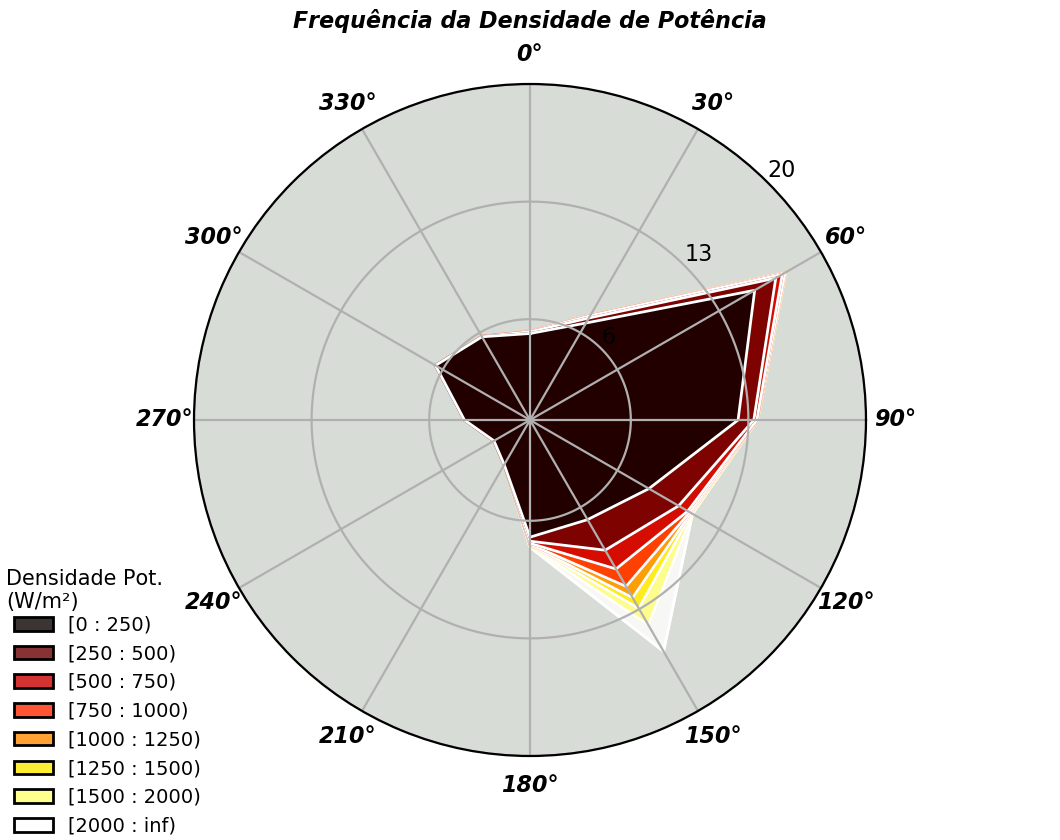 Frequência da Densidade de Potência
0°
330°
30°
20
300°
60°
13
6
270°
90°
240°
120°
210°
150°
180°
Densidade Pot.
(W/m²)
[0 : 250)
[250 : 500)
[500 : 750)
[750 : 1000)
[1000 : 1250)
[1250 : 1500)
[1500 : 2000)
[2000 : inf)